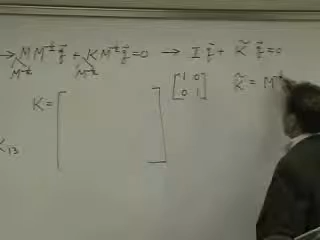 → M M^{-½} q̈ + K M^{-½} q = 0 → I q̈ + K̃ q = 0
M^{-½} M^{-½}
[1 0
0 1] K̃ = M^{-½}
K = [ ]
K₁₃